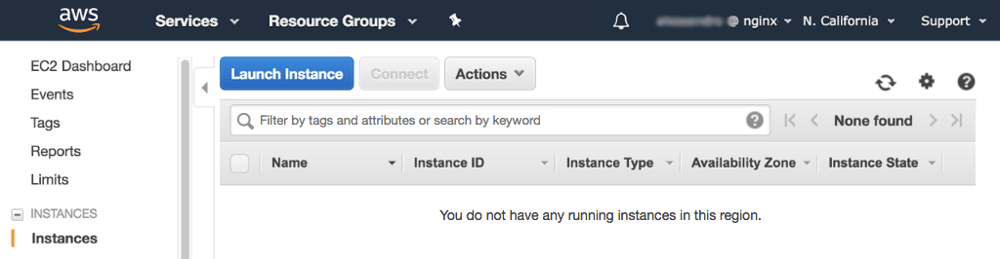 aws Services Resource Groups @ nginx N. California Support
EC2 Dashboard
Events
Tags
Reports
Limits
INSTANCES
Instances
Launch Instance Connect Actions
Filter by tags and attributes or search by keyword ? None found
Name Instance ID Instance Type Availability Zone Instance State
You do not have any running instances in this region.